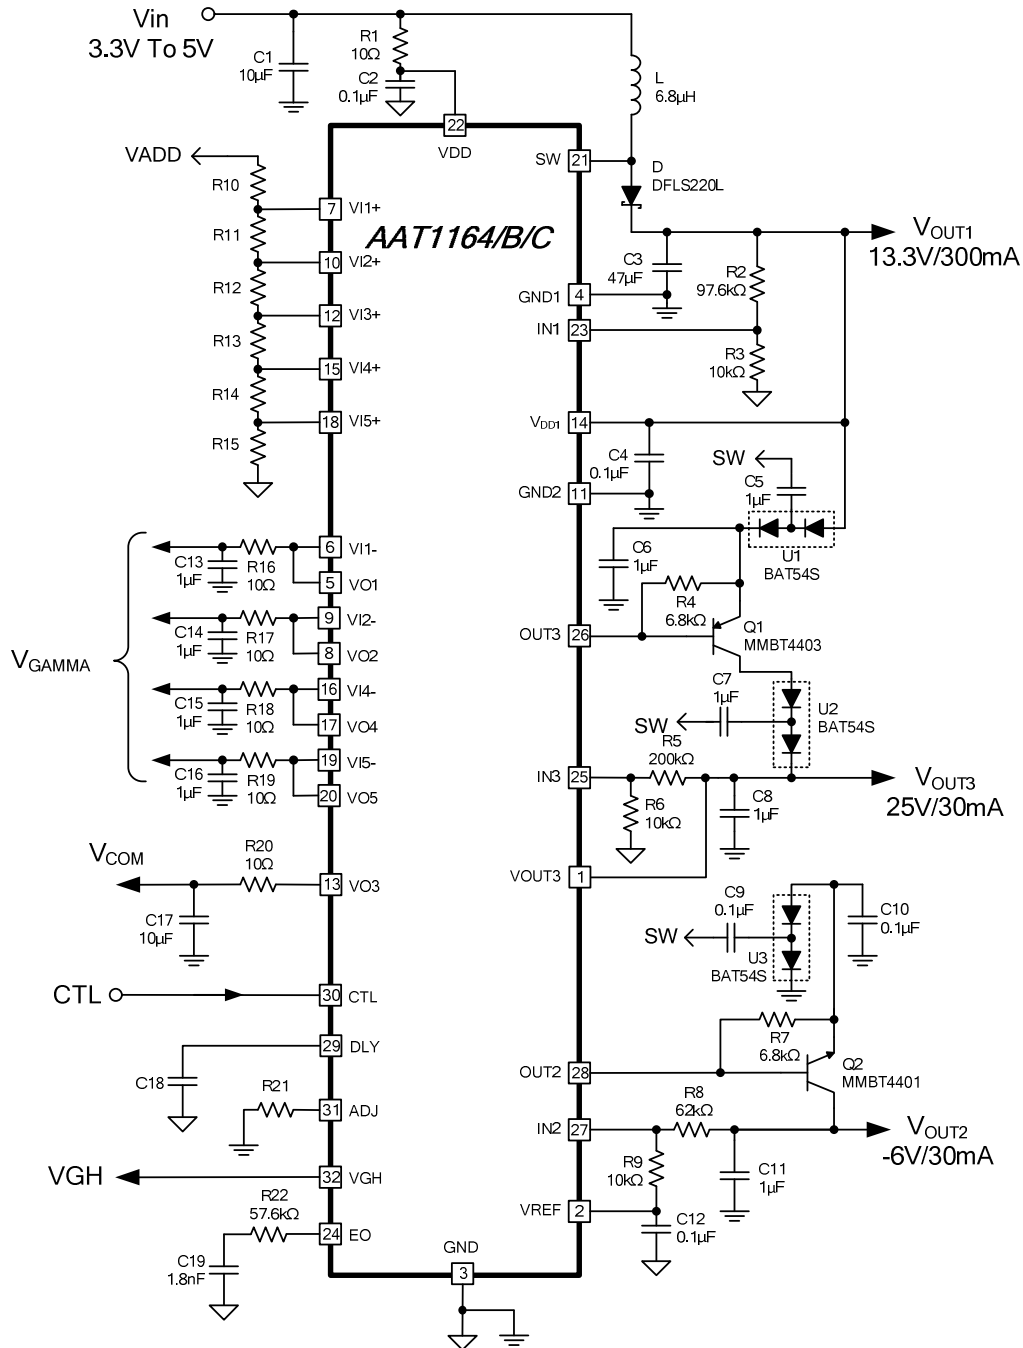 Vin
3.3V To 5V
C1
10µF
R1
10Ω
C2
0.1µF
L
6.8µH
22
VDD
SW
21
D
DFLS220L
VADD
R10
7
VI1+
R11
10
VI2+
R12
12
VI3+
R13
15
VI4+
R14
18
VI5+
R15
AAT1164/B/C
VOUT1
13.3V/300mA
C3
47µF
R2
97.6kΩ
GND1
4
IN1
23
R3
10kΩ
VDD1
14
C4
0.1µF
GND2
11
SW
C5
1µF
U1
BAT54S
C6
1µF
R4
6.8kΩ
OUT3
26
Q1
MMBT4403
C7
1µF
SW
U2
BAT54S
R5
200kΩ
IN3
25
R6
10kΩ
C8
1µF
VOUT3
25V/30mA
VOUT3
1
VGAMMA
C13
1µF
R16
10Ω
6
VI1-
5
VO1
C14
1µF
R17
10Ω
9
VI2-
8
VO2
C15
1µF
R18
10Ω
16
VI4-
17
VO4
C16
1µF
R19
10Ω
19
VI5-
20
VO5
VCOM
R20
10Ω
13
VO3
C17
10µF
C9
0.1µF
SW
U3
BAT54S
C10
0.1µF
CTL
30
CTL
29
DLY
C18
R21
31
ADJ
R7
6.8kΩ
OUT2
28
Q2
MMBT4401
R8
62kΩ
IN2
27
VOUT2
-6V/30mA
R9
10kΩ
C11
1µF
VREF
2
C12
0.1µF
VGH
32
VGH
R22
57.6kΩ
24
EO
C19
1.8nF
GND
3